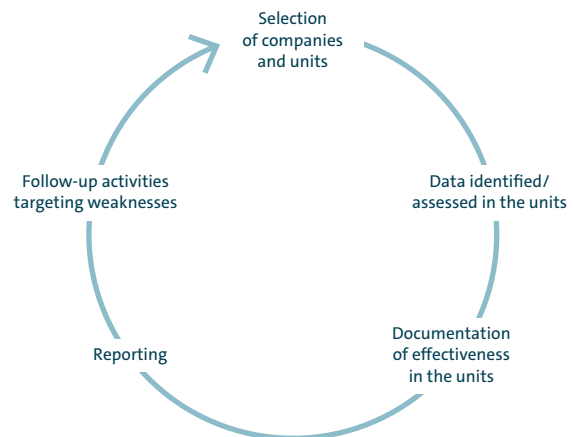 Selection
of companies
and units
Data identified/
assessed in the units
Documentation
of effectiveness
in the units
Reporting
Follow-up activities
targeting weaknesses